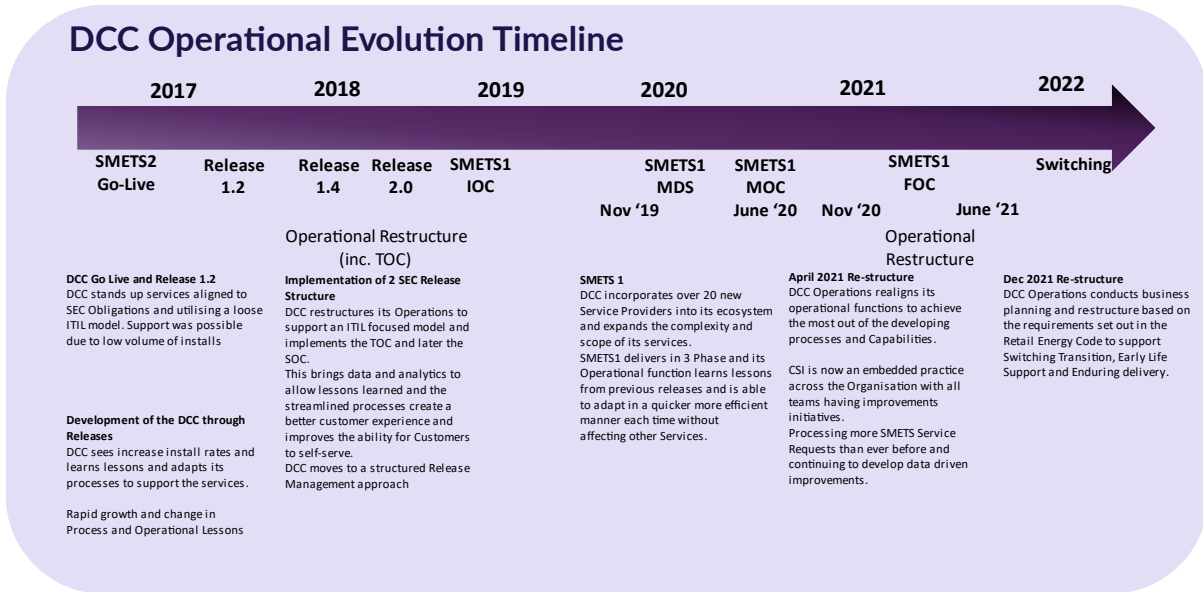 DCC Operational Evolution Timeline
2017 2018 2019 2020 2021 2022
SMETS2
Go-Live
Release
1.2
Release
1.4
Release
2.0
SMETS1
IOC
SMETS1
MDS
SMETS1
MOC
SMETS1
FOC
Switching
Nov ‘19
June ‘20
Nov ‘20
June ‘21
Operational Restructure
(inc. TOC)
Operational
Restructure
DCC Go Live and Release 1.2
DCC stands up services aligned to
SEC Obligations and utilising a loose
ITIL model. Support was possible
due to low volume of installs
Development of the DCC through
Releases
DCC sees increase install rates and
learns lessons and adapts its
processes to support the services.
Rapid growth and change in
Process and Operational Lessons
Implementation of 2 SEC Release
Structure
DCC restructures its Operations to
support an ITIL focused model and
implements the TOC and later the
SOC.
This brings data and analytics to
allow lessons learned and the
streamlined processes create a
better customer experience and
improves the ability for Customers
to self-serve.
DCC moves to a structured Release
Management approach
SMETS 1
DCC incorporates over 20 new
Service Providers into its ecosystem
and expands the complexity and
scope of its services.
SMETS1 delivers in 3 Phase and its
Operational function learns lessons
from previous releases and is able
to adapt in a quicker more efficient
manner each time without
affecting other Services.
April 2021 Re-structure
DCC Operations realigns its
operational functions to achieve
the most out of the developing
processes and Capabilities.
CSI is now an embedded practice
across the Organisation with all
teams having improvements
initiatives.
Processing more SMETS Service
Requests than ever before and
continuing to develop data driven
improvements.
Dec 2021 Re-structure
DCC Operations conducts business
planning and restructure based on
the requirements set out in the
Retail Energy Code to support
Switching Transition, Early Life
Support and Enduring delivery.